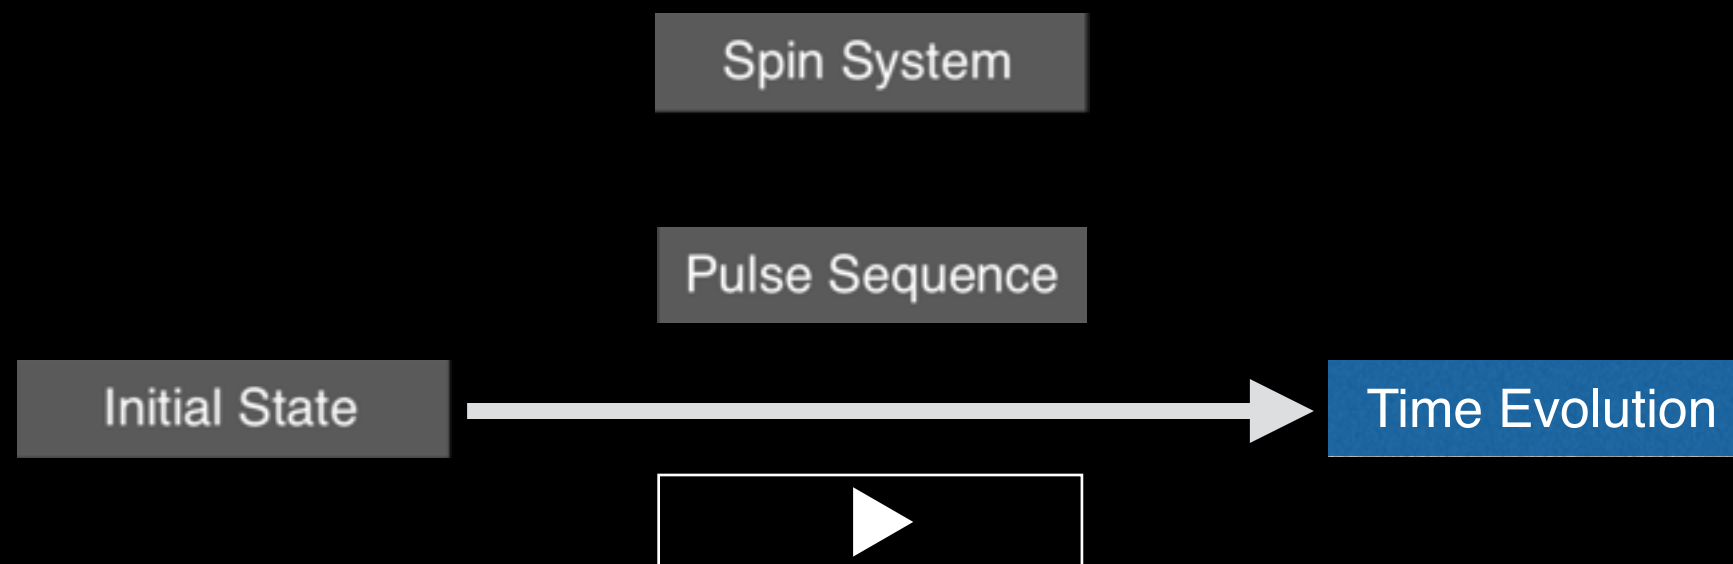 Spin System
Pulse Sequence
Initial State
Time Evolution